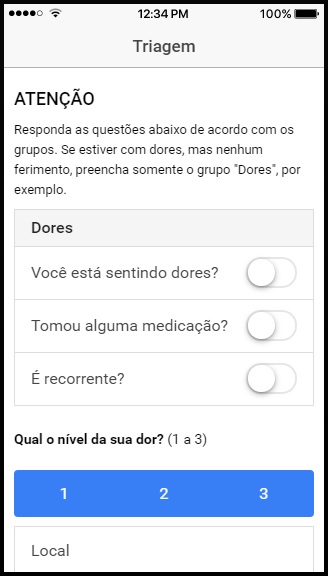 12:34 PM
100%
Triagem
ATENÇÃO
Responda as questões abaixo de acordo com os
grupos. Se estiver com dores, mas nenhum
ferimento, preencha somente o grupo "Dores", por
exemplo.
Dores
Você está sentindo dores?
Tomou alguma medicação?
É recorrente?
Qual o nível da sua dor? (1 a 3)
1 2 3
Local